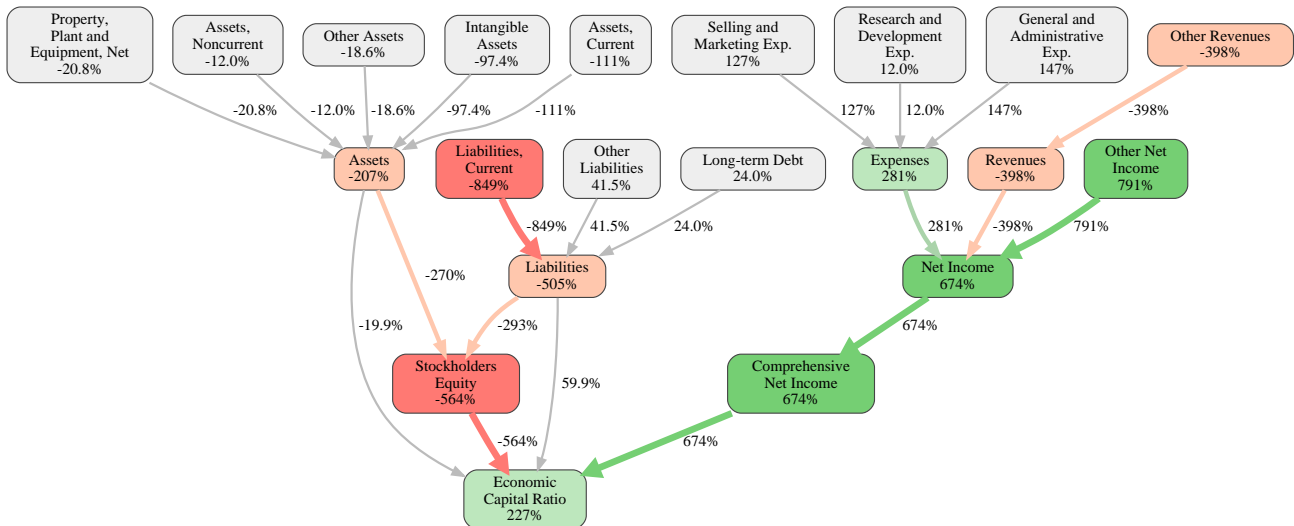 Property,
Plant and
Equipment, Net
-20.8%
Assets,
Noncurrent
-12.0%
Other Assets
-18.6%
Intangible
Assets
-97.4%
Assets,
Current
-111%
Selling and
Marketing Exp.
127%
Research and
Development
Exp.
12.0%
General and
Administrative
Exp.
147%
Other Revenues
-398%
-20.8%
-12.0%
-18.6%
-97.4%
-111%
127%
12.0%
147%
-398%
Assets
-207%
Liabilities,
Current
-849%
Other
Liabilities
41.5%
Long-term Debt
24.0%
Expenses
281%
Revenues
-398%
Other Net
Income
791%
-849%
41.5%
24.0%
281%
-398%
791%
-270%
Liabilities
-505%
Net Income
674%
-19.9%
-293%
674%
Stockholders
Equity
-564%
59.9%
Comprehensive
Net Income
674%
-564%
674%
Economic
Capital Ratio
227%